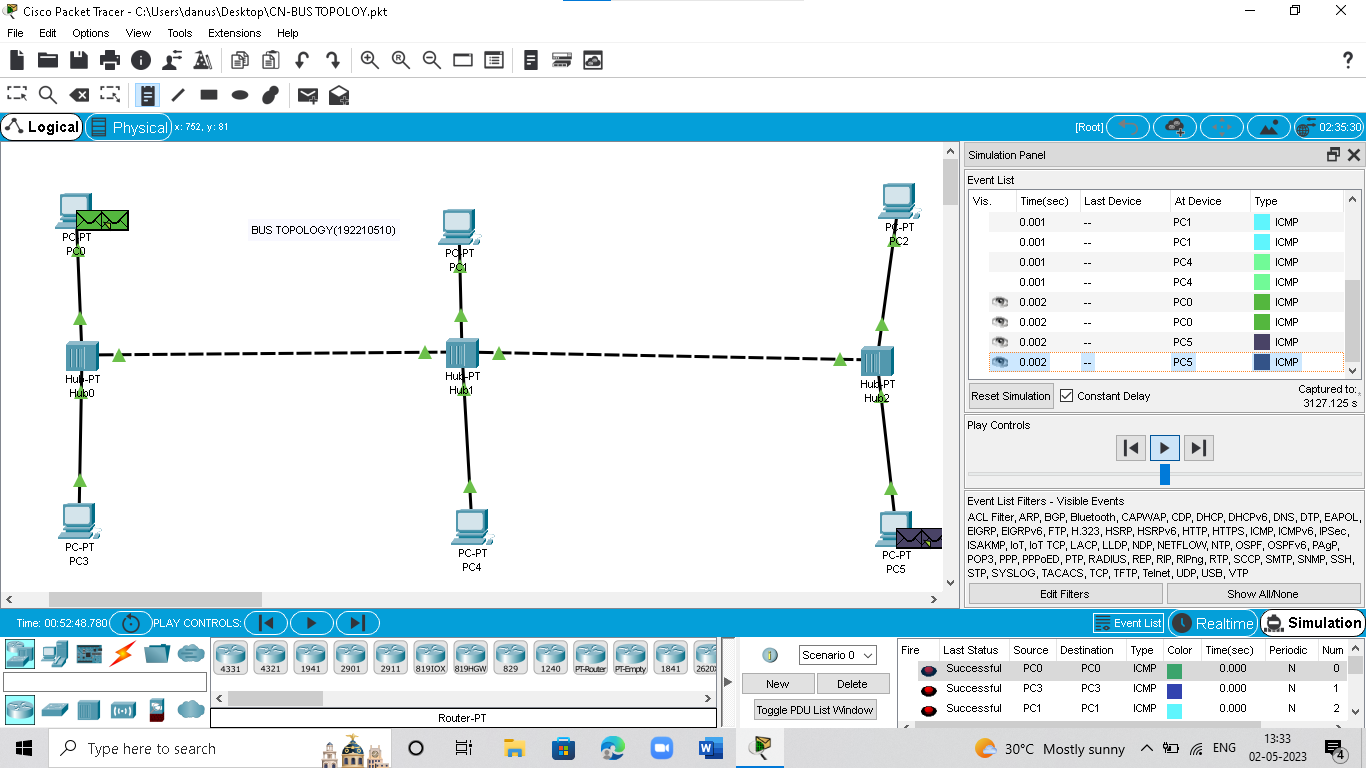 Cisco Packet Tracer - C:\Users\danus\Desktop\CN-BUS TOPOLOY.pkt
File Edit Options View Tools Extensions Help
Logical Physical x: 752, y: 81 [Root] 02:35:30
PC-PT
PC0
BUS TOPOLOGY(192210510)
PC-PT
PC1
PC-PT
PC2
Hub-PT
Hub0
Hub-PT
Hub1
Hub-PT
Hub2
PC-PT
PC3
PC-PT
PC4
PC-PT
PC5
Simulation Panel
Event List
Vis. Time(sec) Last Device At Device Type
0.001 -- PC1 ICMP
0.001 -- PC1 ICMP
0.001 -- PC4 ICMP
0.001 -- PC4 ICMP
0.002 -- PC0 ICMP
0.002 -- PC0 ICMP
0.002 -- PC5 ICMP
0.002 -- PC5 ICMP
Reset Simulation Constant Delay Captured to:
3127.125 s
Play Controls
Event List Filters - Visible Events
ACL Filter, ARP, BGP, Bluetooth, CAPWAP, CDP, DHCP, DHCPv6, DNS, DTP, EAPOL,
EIGRP, EIGRPv6, FTP, H.323, HSRP, HSRPv6, HTTP, HTTPS, ICMP, ICMPv6, IPSec,
ISAKMP, IoT, IoT TCP, LACP, LLDP, NDP, NETFLOW, NTP, OSPF, OSPFv6, PAgP,
POP3, PPP, PPPoED, PTP, RADIUS, REP, RIP, RIPng, RTP, SCCP, SMTP, SNMP, SSH,
STP, SYSLOG, TACACS, TCP, TFTP, Telnet, UDP, USB, VTP
Edit Filters Show All/None
Time: 00:52:48.780 PLAY CONTROLS: Event List Realtime Simulation
4331 4321 1941 2901 2911 819IOX 819HGW 829 1240 PT-Router PT-Empty 1841 2620X
Router-PT
Scenario 0
New Delete
Toggle PDU List Window
Fire Last Status Source Destination Type Color Time(sec) Periodic Num
Successful PC0 PC0 ICMP 0.000 N 0
Successful PC3 PC3 ICMP 0.000 N 1
Successful PC1 PC1 ICMP 0.000 N 2
Type here to search
30°C Mostly sunny ENG 13:33
02-05-2023 4